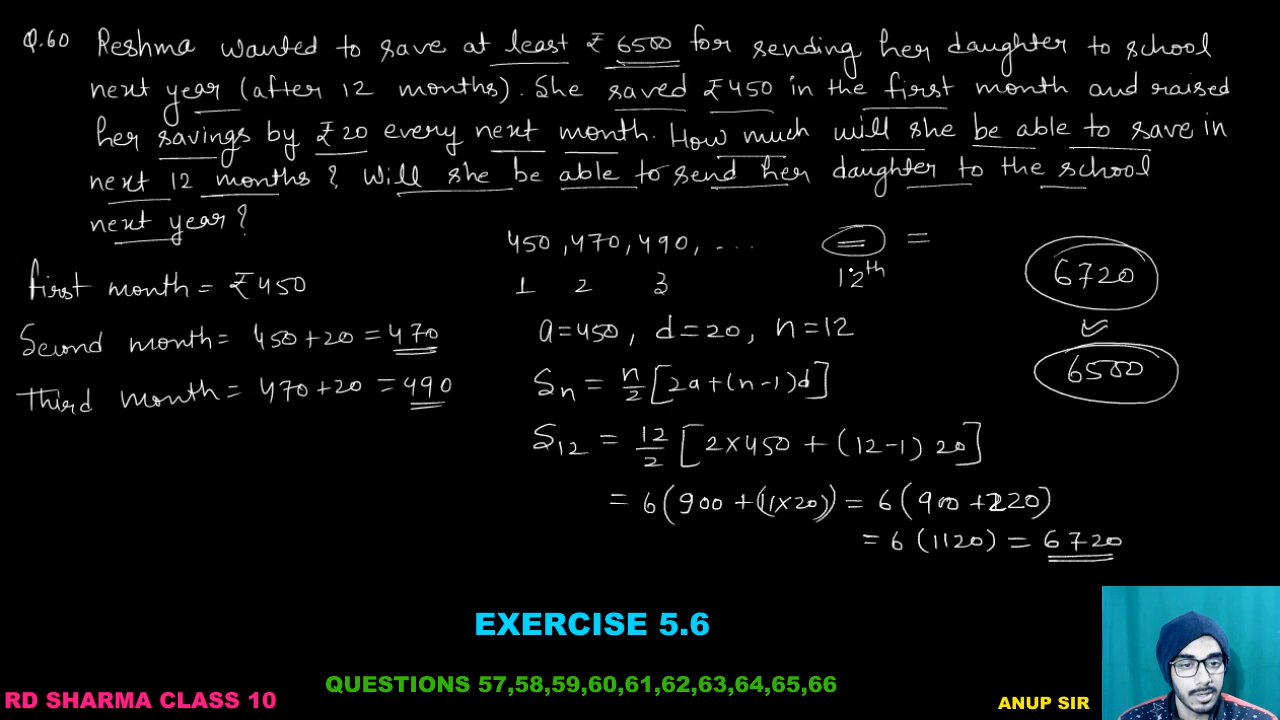 Q.60 Reshma wanted to save at least ₹ 6500 for sending her daughter to school
next year (after 12 months). She saved ₹450 in the first month and raised
her savings by ₹20 every next month. How much will she be able to save in
next 12 months? Will she be able to send her daughter to the school
next year?
450, 470, 490, ... = =
1 2 3 12th
6720
6500
First month = ₹450
Second month = 450+20 = 470
Third month = 470+20 = 490
a=450, d=20, n=12
Sn = n/2 [2a+(n-1)d]
S12 = 12/2 [2×450 + (12-1) 20]
= 6(900 + (11×20)) = 6(900+220)
= 6(1120) = 6720
EXERCISE 5.6
QUESTIONS 57,58,59,60,61,62,63,64,65,66
RD SHARMA CLASS 10
ANUP SIR